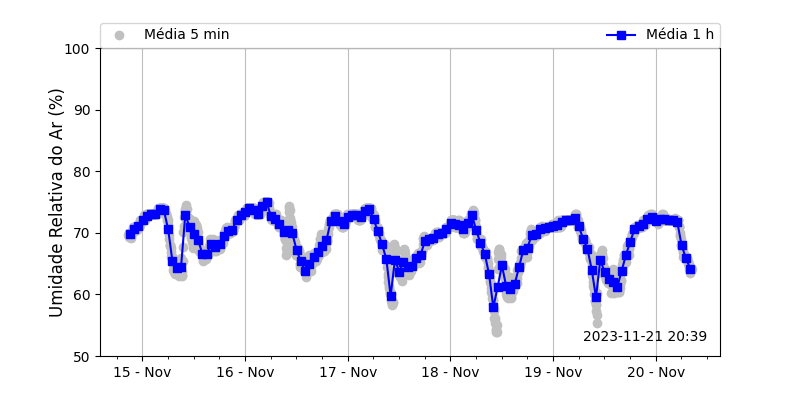 Média 5 min
Média 1 h
Umidade Relativa do Ar (%)
100
90
80
70
60
50
2023-11-21 20:39
15 - Nov
16 - Nov
17 - Nov
18 - Nov
19 - Nov
20 - Nov